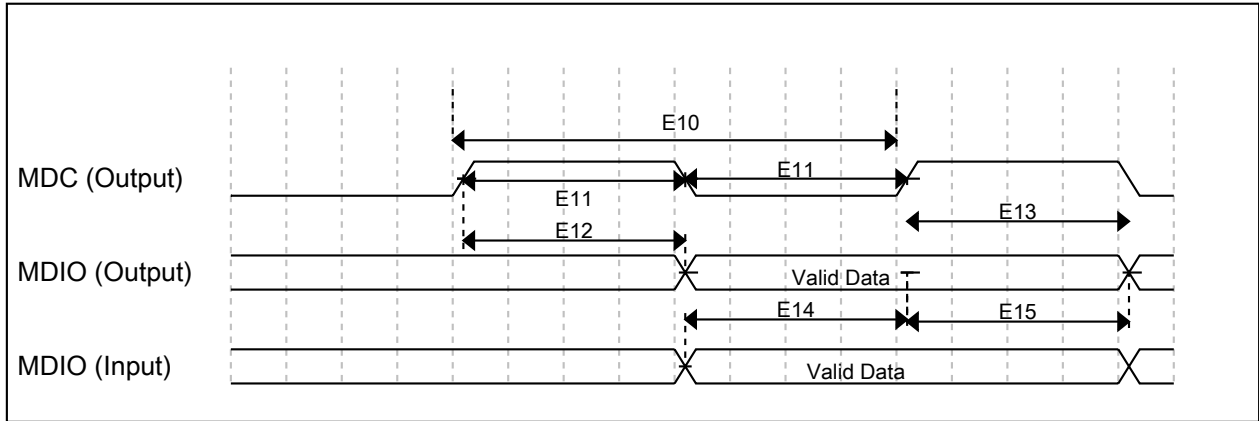 E10
MDC (Output)
E11
E11
E13
E12
MDIO (Output)
Valid Data
E14
E15
MDIO (Input)
Valid Data